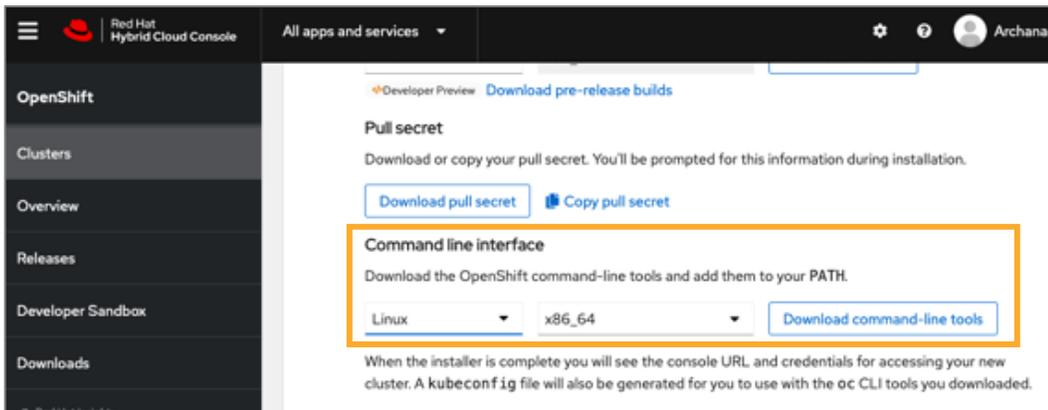 Red Hat
Hybrid Cloud Console
All apps and services
Archana
OpenShift
Clusters
Overview
Releases
Developer Sandbox
Downloads
Developer Preview Download pre-release builds
Pull secret
Download or copy your pull secret. You'll be prompted for this information during installation.
Download pull secret Copy pull secret
Command line interface
Download the OpenShift command-line tools and add them to your PATH.
Linux x86_64 Download command-line tools
When the installer is complete you will see the console URL and credentials for accessing your new
cluster. A kubeconfig file will also be generated for you to use with the oc CLI tools you downloaded.